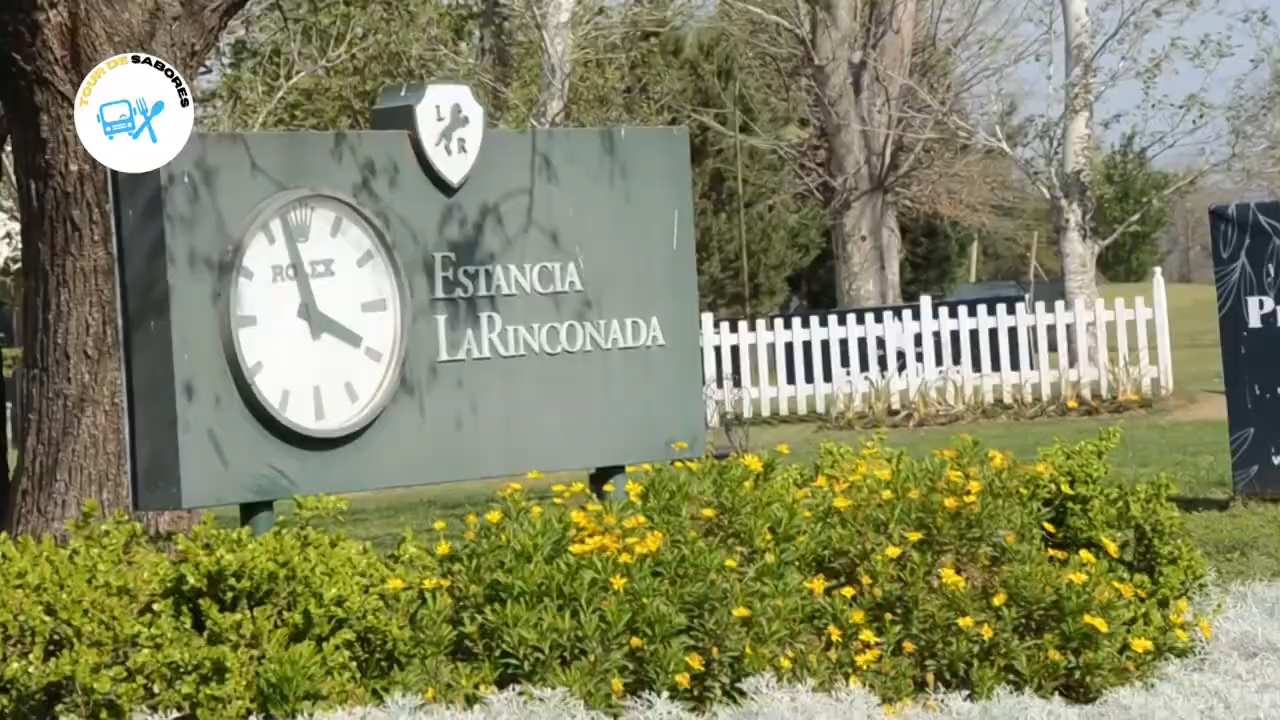 TOUR DE SABORES
L
R
ROLEX
ESTANCIA
LARINCONADA